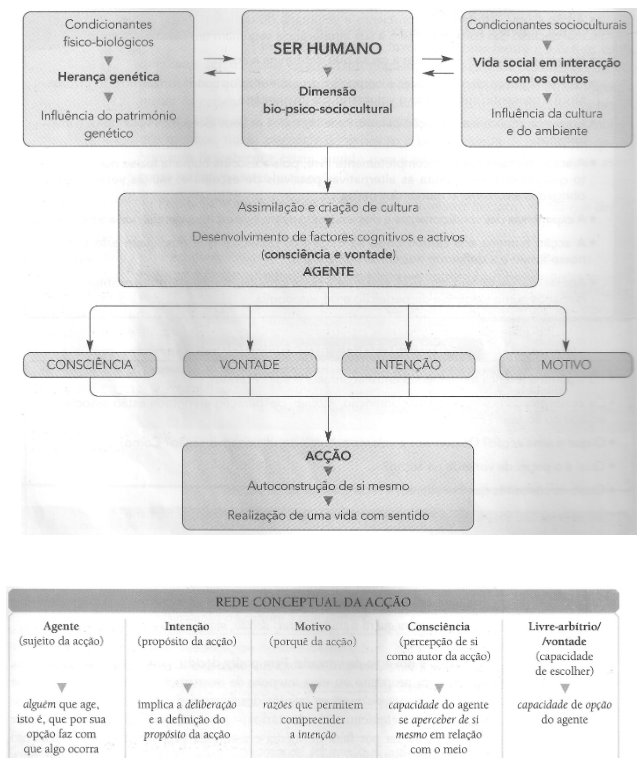 Condicionantes
físico-biológicos
Herança genética
Influência do património
genético
SER HUMANO
Dimensão
bio-psico-sociocultural
Condicionantes socioculturais
Vida social em interacção
com os outros
Influência da cultura
e do ambiente
Assimilação e criação de cultura
Desenvolvimento de factores cognitivos e activos
(consciência e vontade)
AGENTE
CONSCIÊNCIA
VONTADE
INTENÇÃO
MOTIVO
ACÇÃO
Autoconstrução de si mesmo
Realização de uma vida com sentido
REDE CONCEPTUAL DA ACÇÃO
Agente
(sujeito da acção)
alguém que age,
isto é, que por sua
opção faz com
que algo ocorra
Intenção
(propósito da acção)
implica a deliberação
e a definição do
propósito da acção
Motivo
(porquê da acção)
razões que permitem
compreender
a intenção
Consciência
(percepção de si
como autor da acção)
capacidade do agente
se aperceber de si
mesmo em relação
com o meio
Livre-arbítrio/
/vontade
(capacidade
de escolher)
capacidade de opção
do agente